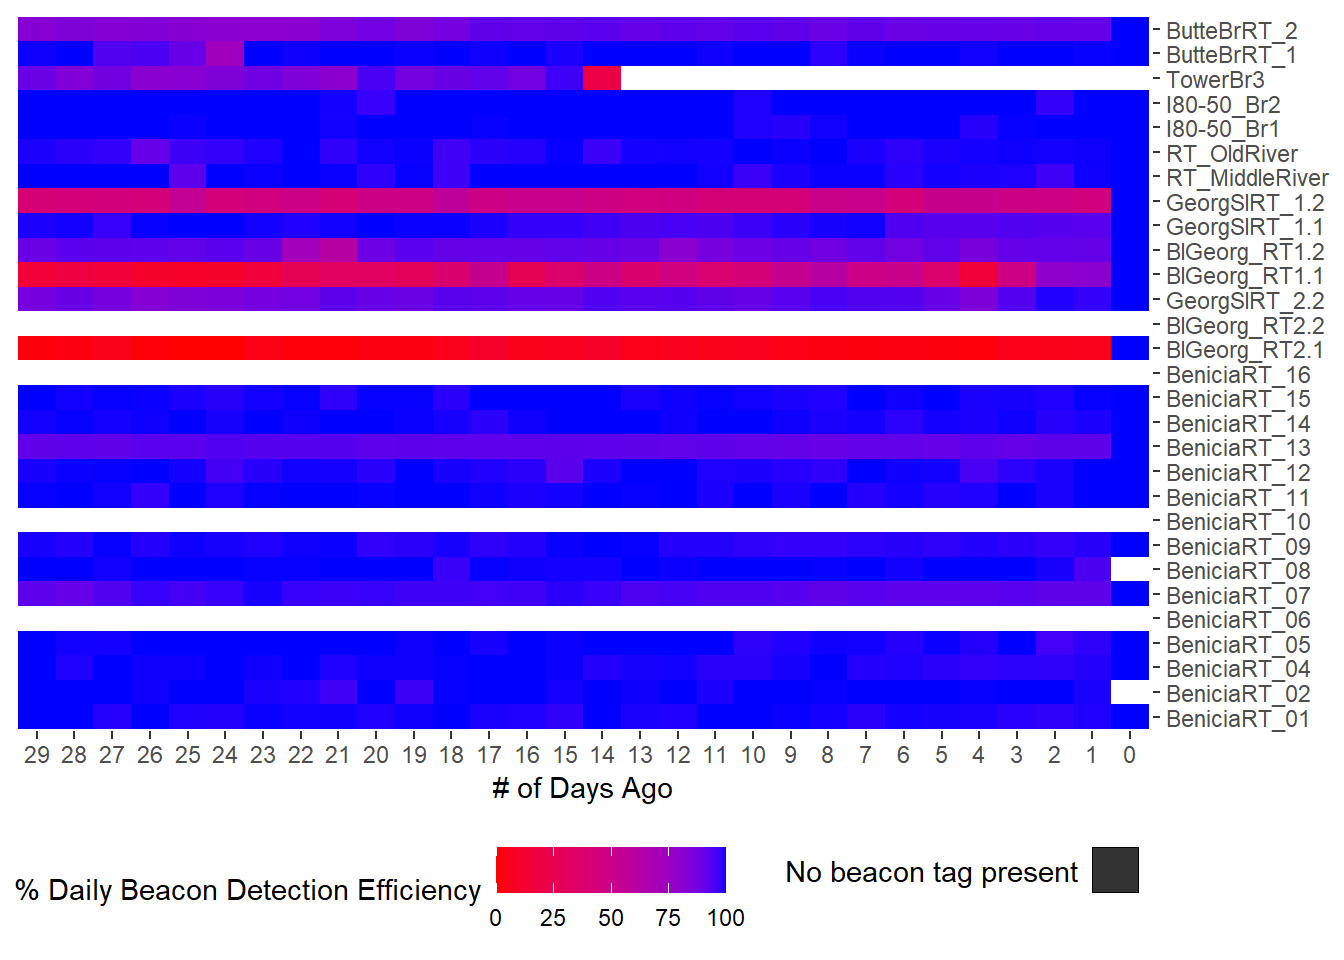 ButteBrRT_2
ButteBrRT_1
TowerBr3
I80-50_Br2
I80-50_Br1
RT_OldRiver
RT_MiddleRiver
GeorgSlRT_1.2
GeorgSlRT_1.1
BlGeorg_RT1.2
BlGeorg_RT1.1
GeorgSlRT_2.2
BlGeorg_RT2.2
BlGeorg_RT2.1
BeniciaRT_16
BeniciaRT_15
BeniciaRT_14
BeniciaRT_13
BeniciaRT_12
BeniciaRT_11
BeniciaRT_10
BeniciaRT_09
BeniciaRT_08
BeniciaRT_07
BeniciaRT_06
BeniciaRT_05
BeniciaRT_04
BeniciaRT_02
BeniciaRT_01
29 28 27 26 25 24 23 22 21 20 19 18 17 16 15 14 13 12 11 10 9 8 7 6 5 4 3 2 1 0
# of Days Ago
% Daily Beacon Detection Efficiency
0 25 50 75 100
No beacon tag present